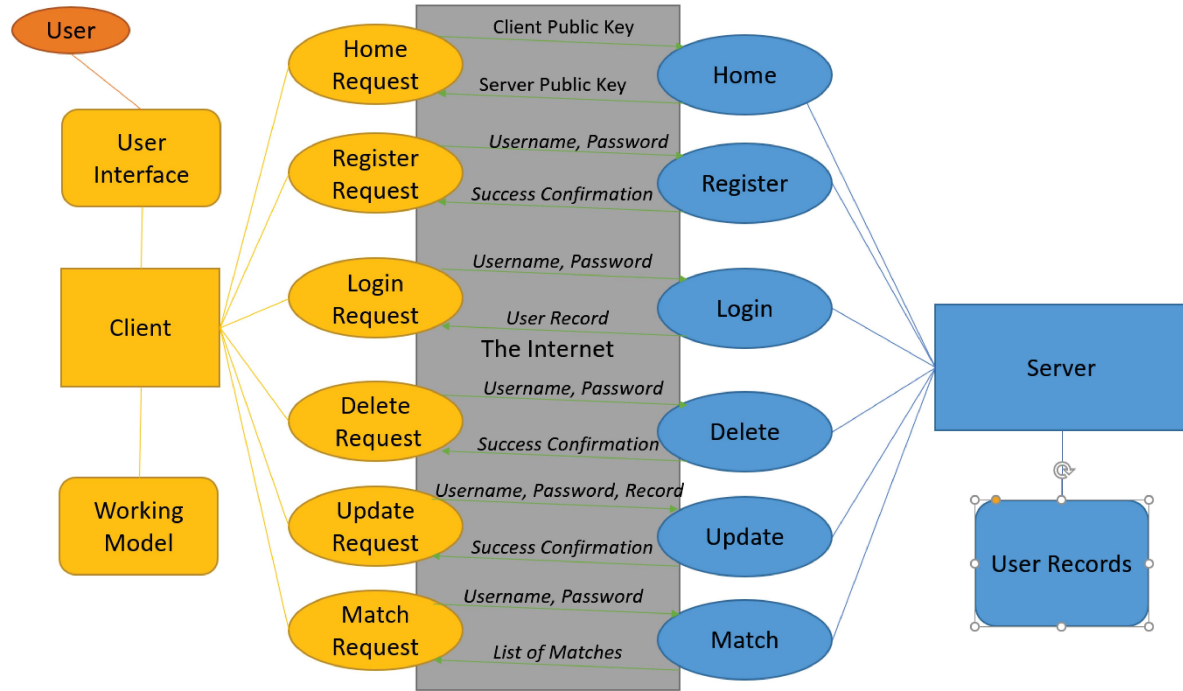 User
User
Interface
Client
Working
Model
Home
Request
Client Public Key
Server Public Key
Home
Register
Request
Username, Password
Success Confirmation
Register
Login
Request
Username, Password
User Record
Login
The Internet
Delete
Request
Username, Password
Success Confirmation
Delete
Update
Request
Username, Password, Record
Success Confirmation
Update
Match
Request
Username, Password
List of Matches
Match
Server
User Records